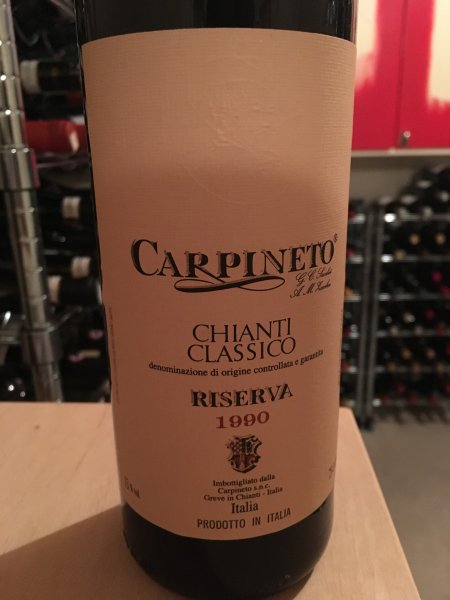 CARPINETO®
CHIANTI
CLASSICO
denominazione di origine controllata e garantita
RISERVA
1990
Imbottigliato dalla
Carpineto s.n.c.
Greve in Chianti - Italia
Italia
PRODOTTO IN ITALIA